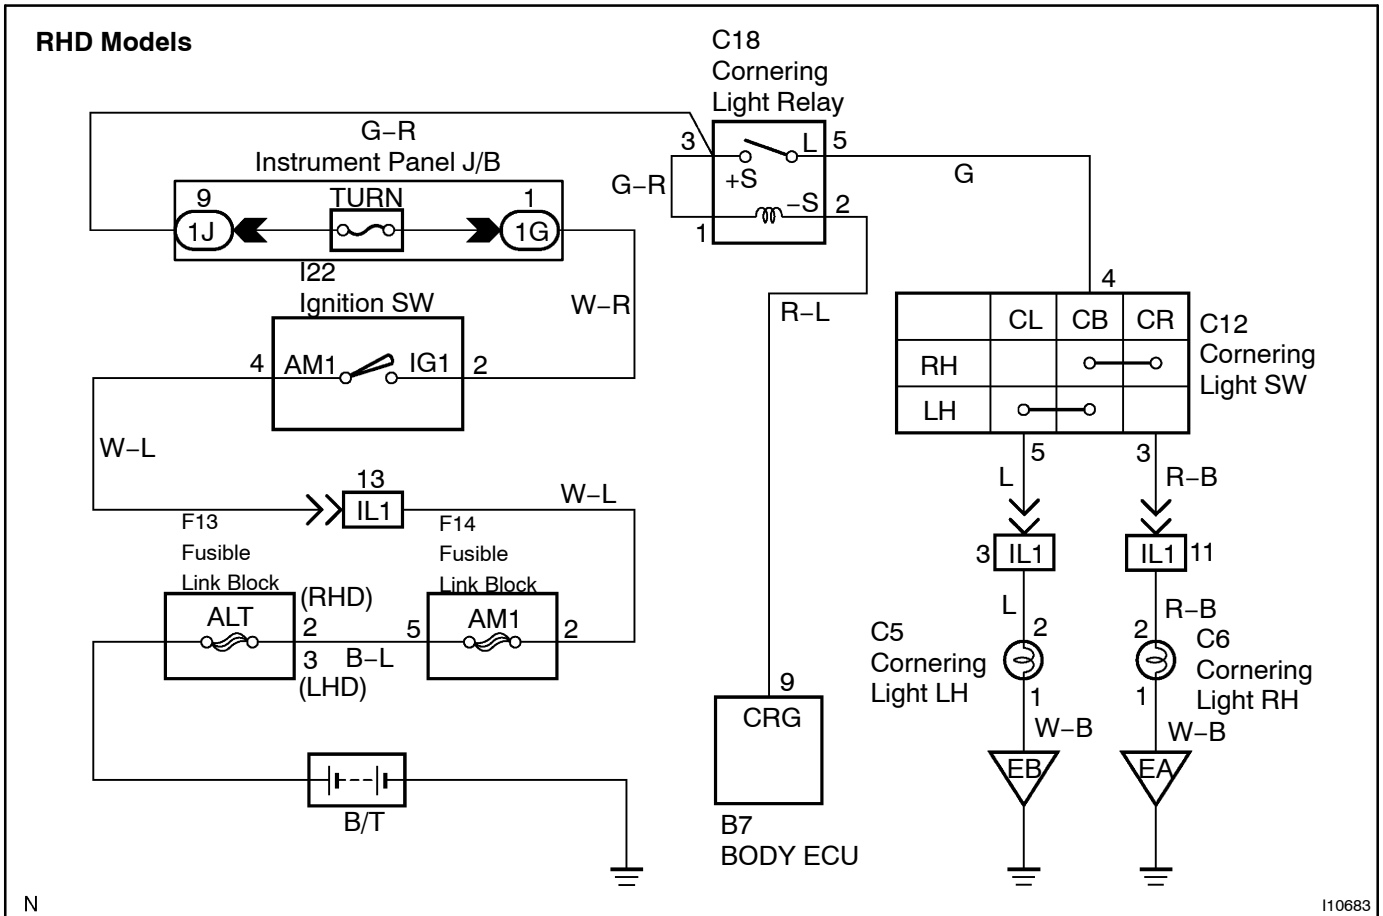 RHD Models
C18
Cornering
Light Relay
G−R
Instrument Panel J/B
3
L
5
+S
G−R
G
−S
2
1
9
TURN
1
1J
1G
I22
Ignition SW
W−R
4
AM1
IG1
2
R−L
4
CL
CB
CR
RH
LH
C12
Cornering
Light SW
W−L
13
IL1
W−L
5
3
L
R−B
F13
Fusible
Link Block
F14
Fusible
Link Block
3
IL1
IL1
11
ALT
(RHD)
2
3
(LHD)
B−L
5
AM1
2
L
2
R−B
2
C5
Cornering
Light LH
1
C6
Cornering
Light RH
1
W−B
W−B
9
CRG
EB
EA
B/T
B7
BODY ECU
N
I10683